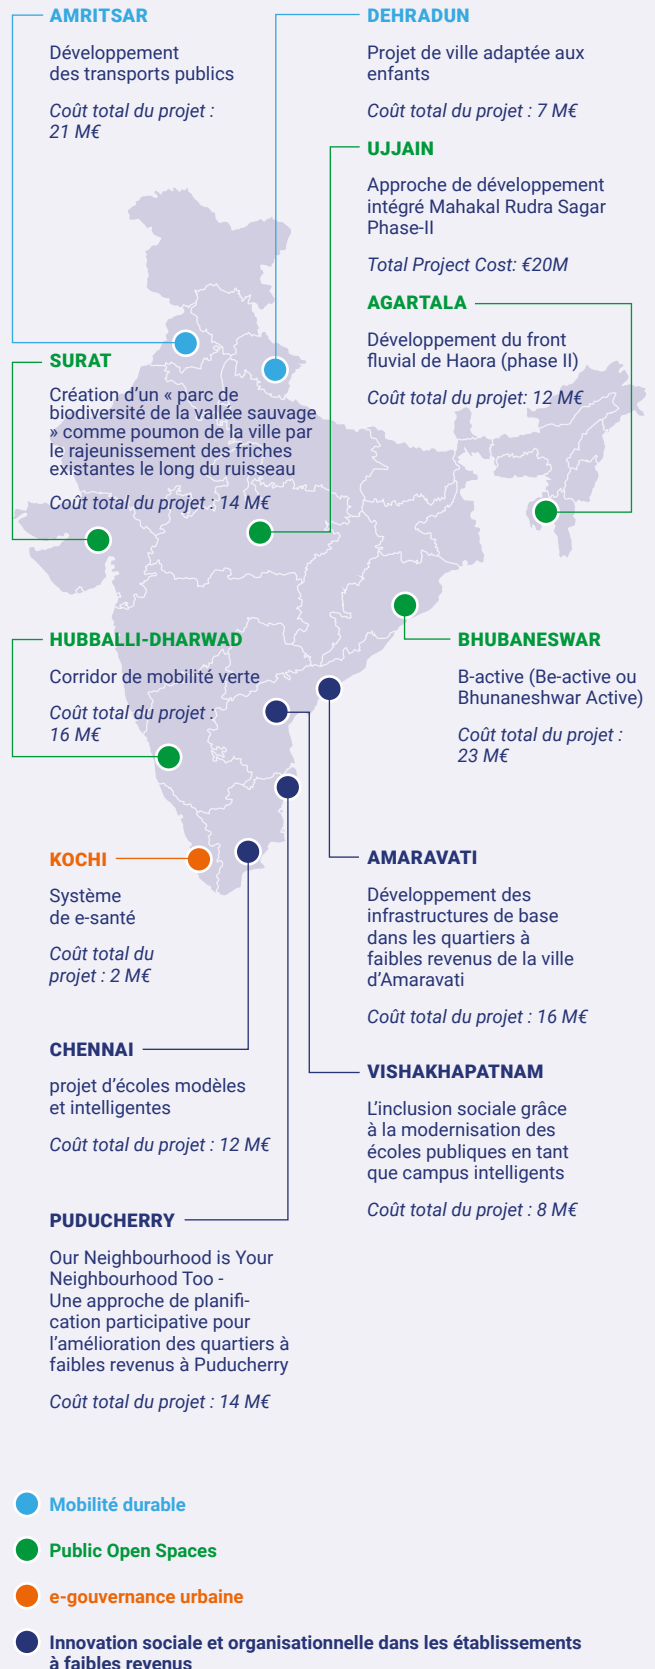 AMRITSAR
Développement
des transports publics
Coût total du projet :
21 M€
DEHRADUN
Projet de ville adaptée aux
enfants
Coût total du projet : 7 M€
UJJAIN
Approche de développement
intégré Mahakal Rudra Sagar
Phase-II
Total Project Cost: €20M
AGARTALA
Développement du front
fluvial de Haora (phase II)
Coût total du projet: 12 M€
SURAT
Création d'un « parc de
biodiversité de la vallée sauvage
» comme poumon de la ville par
le rajeunissement des friches
existantes le long du ruisseau
Coût total du projet : 14 M€
HUBBALLI-DHARWAD
Corridor de mobilité verte
Coût total du projet :
16 M€
BHUBANESWAR
B-active (Be-active ou
Bhunaneshwar Active)
Coût total du projet :
23 M€
KOCHI
Système
de e-santé
Coût total du
projet : 2 M€
AMARAVATI
Développement des
infrastructures de base
dans les quartiers à
faibles revenus de la ville
d'Amaravati
Coût total du projet : 16 M€
CHENNAI
projet d'écoles modèles
et intelligentes
Coût total du projet : 12 M€
VISHAKHAPATNAM
L'inclusion sociale grâce
à la modernisation des
écoles publiques en tant
que campus intelligents
Coût total du projet : 8 M€
PUDUCHERRY
Our Neighbourhood is Your
Neighbourhood Too -
Une approche de planifi-
cation participative pour
l'amélioration des quartiers à
faibles revenus à Puducherry
Coût total du projet : 14 M€
Mobilité durable
Public Open Spaces
e-gouvernance urbaine
Innovation sociale et organisationnelle dans les établissements
à faibles revenus